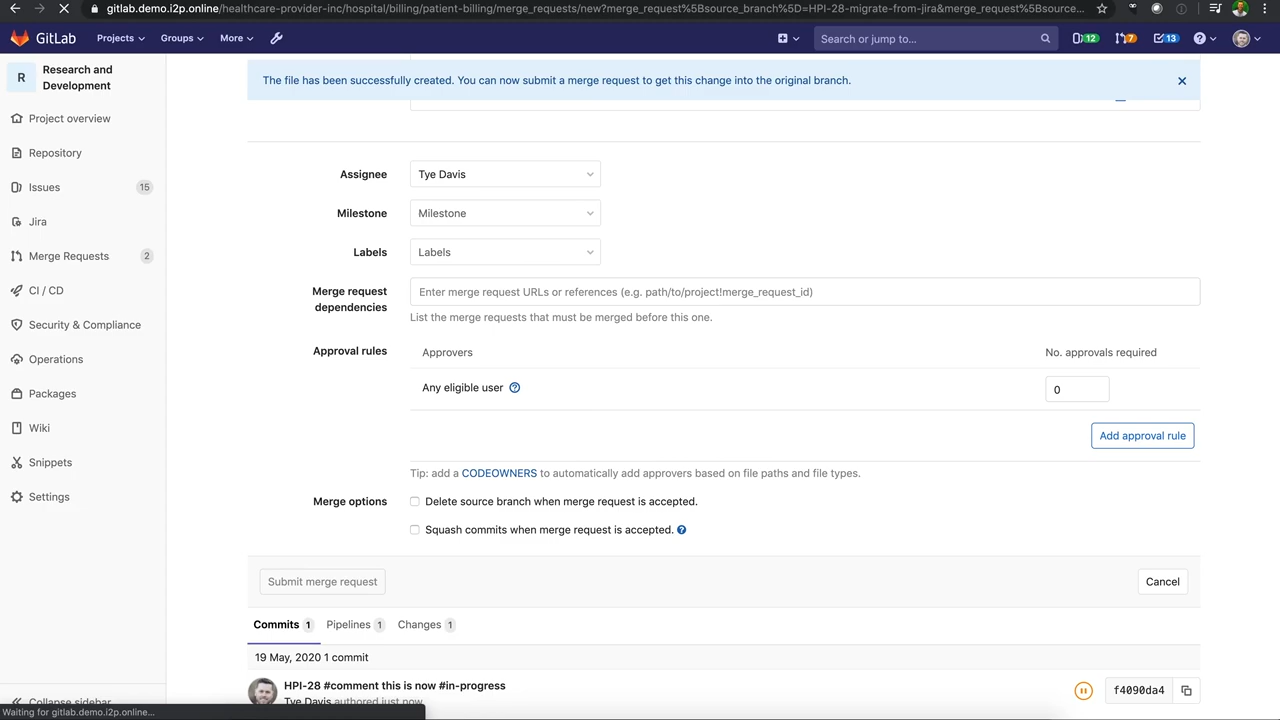 gitlab.demo.i2p.online/healthcare-provider-inc/hospital/billing/patient-billing/merge_requests/new?merge_request%5Bsource_branch%5D=HPI-28-migrate-from-jira&merge_request%5Bsource...
GitLab
Projects
Groups
More
Search or jump to...
12
7
13
R
Research and
Development
Project overview
Repository
Issues 15
Jira
Merge Requests 2
CI / CD
Security & Compliance
Operations
Packages
Wiki
Snippets
Settings
Collapse sidebar
Waiting for gitlab.demo.i2p.online...
The file has been successfully created. You can now submit a merge request to get this change into the original branch.
Assignee
Tye Davis
Milestone
Milestone
Labels
Labels
Merge request
dependencies
Enter merge request URLs or references (e.g. path/to/project!merge_request_id)
List the merge requests that must be merged before this one.
Approval rules
Approvers
No. approvals required
Any eligible user
0
Add approval rule
Tip: add a CODEOWNERS to automatically add approvers based on file paths and file types.
Merge options
Delete source branch when merge request is accepted.
Squash commits when merge request is accepted.
Submit merge request
Cancel
Commits 1
Pipelines 1
Changes 1
19 May, 2020 1 commit
HPI-28 #comment this is now #in-progress
Tye Davis authored just now
f4090da4